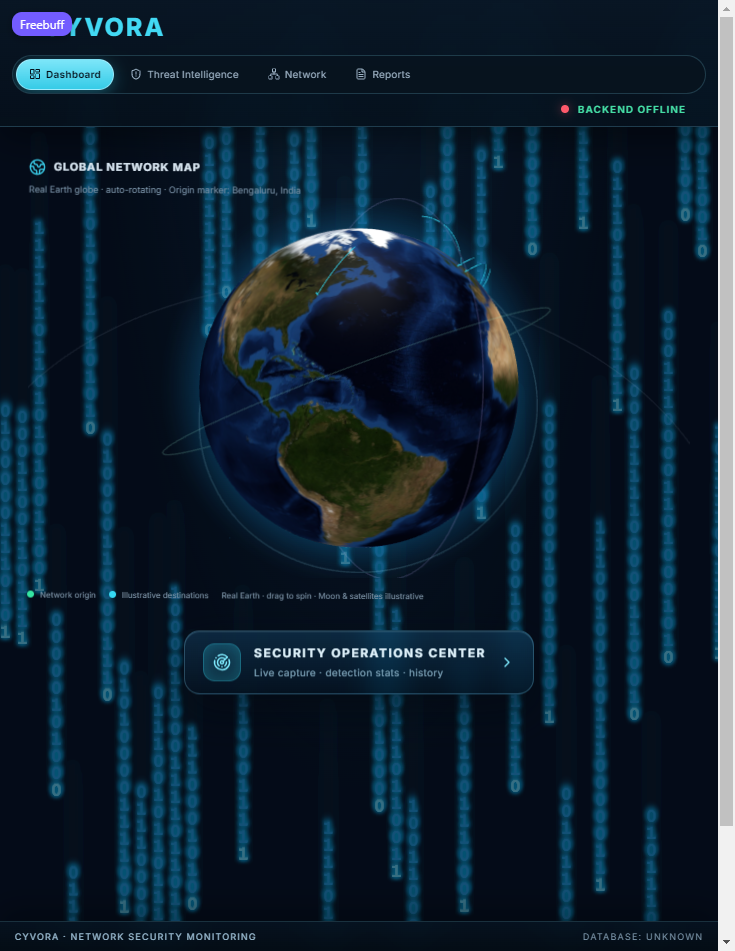 Freebuff
YVORA
Dashboard
Threat Intelligence
Network
Reports
BACKEND OFFLINE
GLOBAL NETWORK MAP
Real Earth globe · auto-rotating · Origin marker: Bengaluru, India
Network origin
Illustrative destinations
Real Earth · drag to spin · Moon & satellites illustrative
SECURITY OPERATIONS CENTER
Live capture · detection stats · history
CYVORA · NETWORK SECURITY MONITORING
DATABASE: UNKNOWN